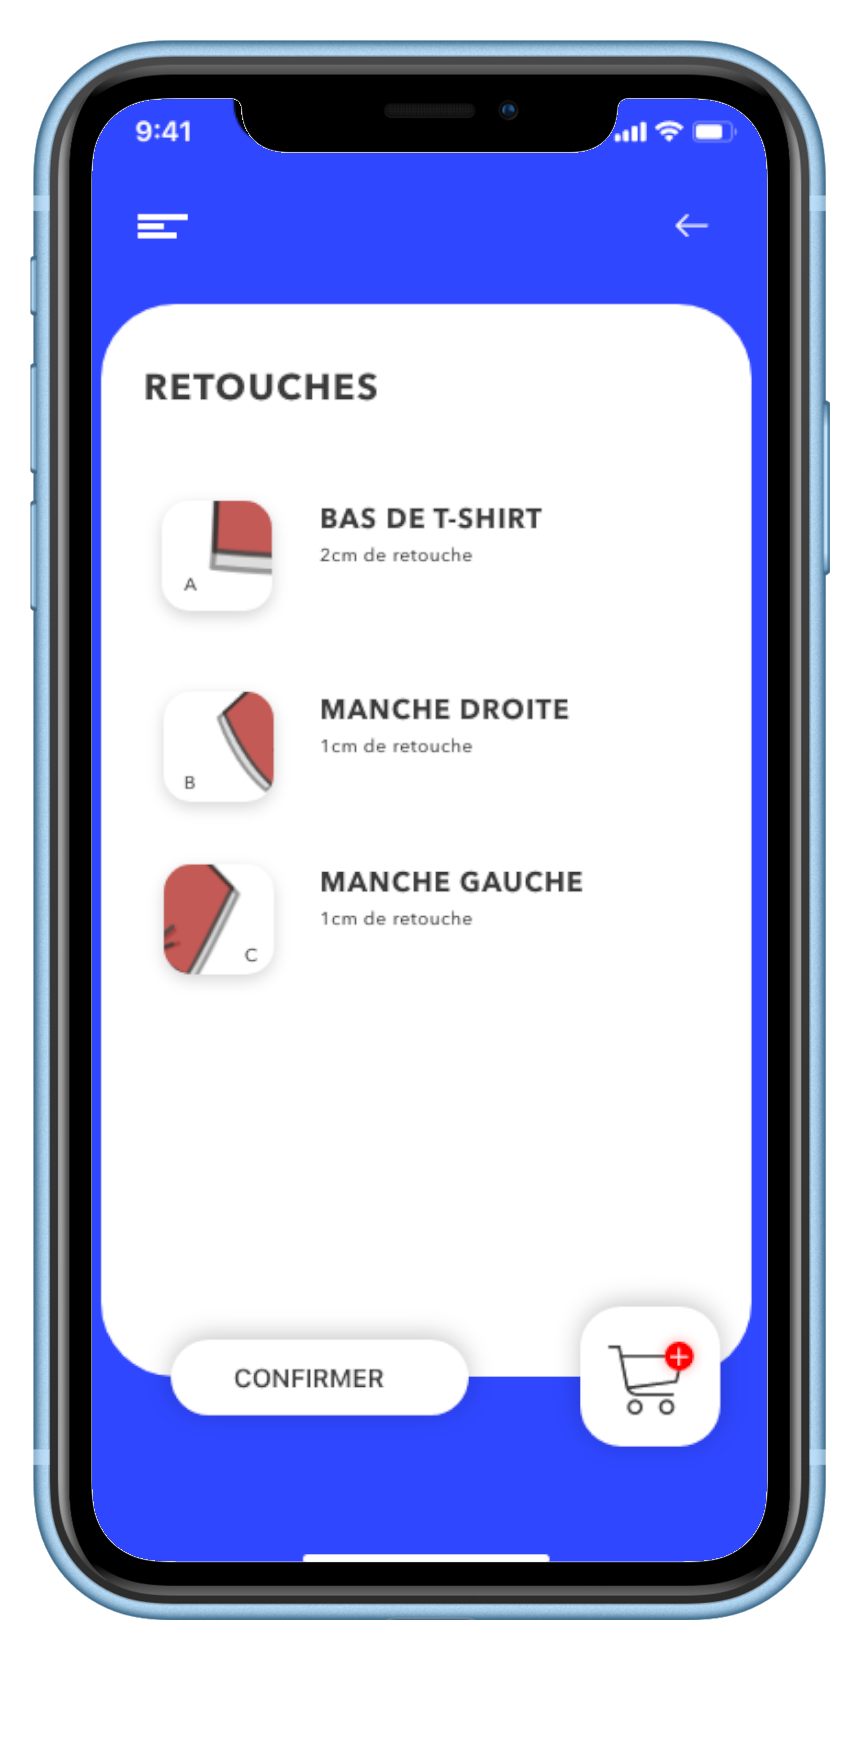 9:41
RETOUCHES
BAS DE T-SHIRT
2cm de retouche
A
MANCHE DROITE
1cm de retouche
B
MANCHE GAUCHE
1cm de retouche
C
CONFIRMER